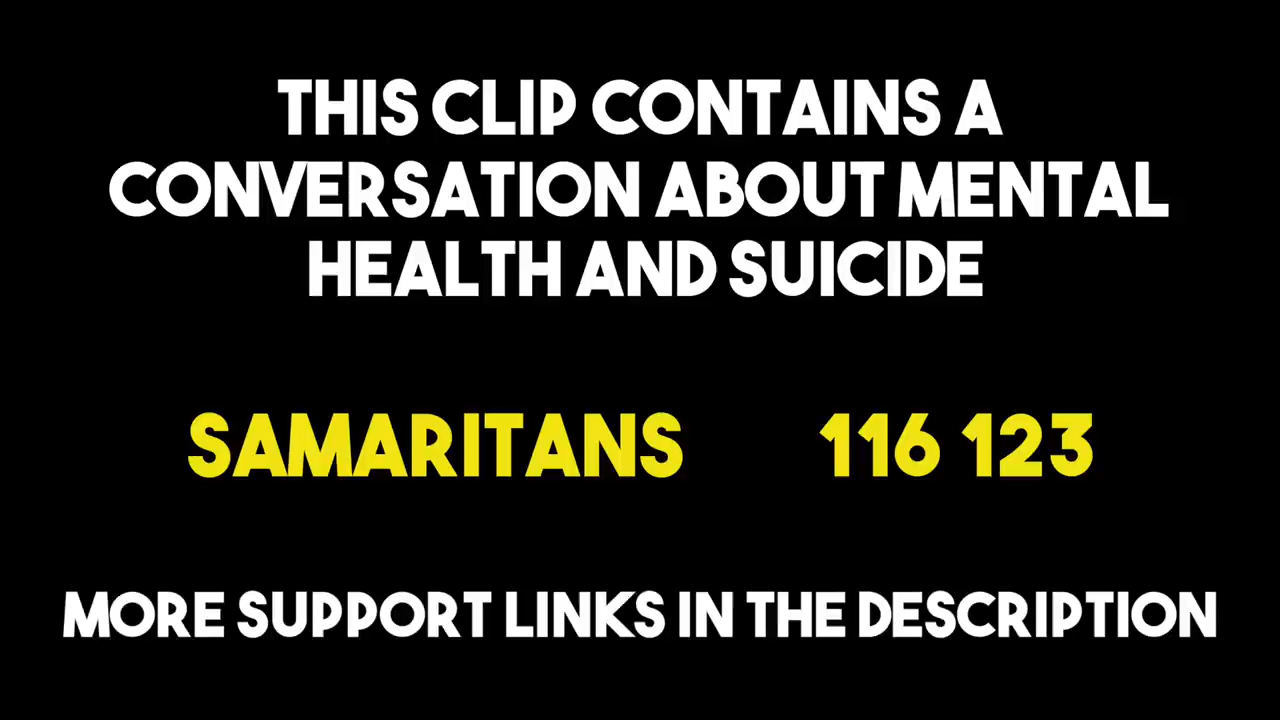 THIS CLIP CONTAINS A
CONVERSATION ABOUT MENTAL
HEALTH AND SUICIDE
SAMARITANS 116 123
MORE SUPPORT LINKS IN THE DESCRIPTION